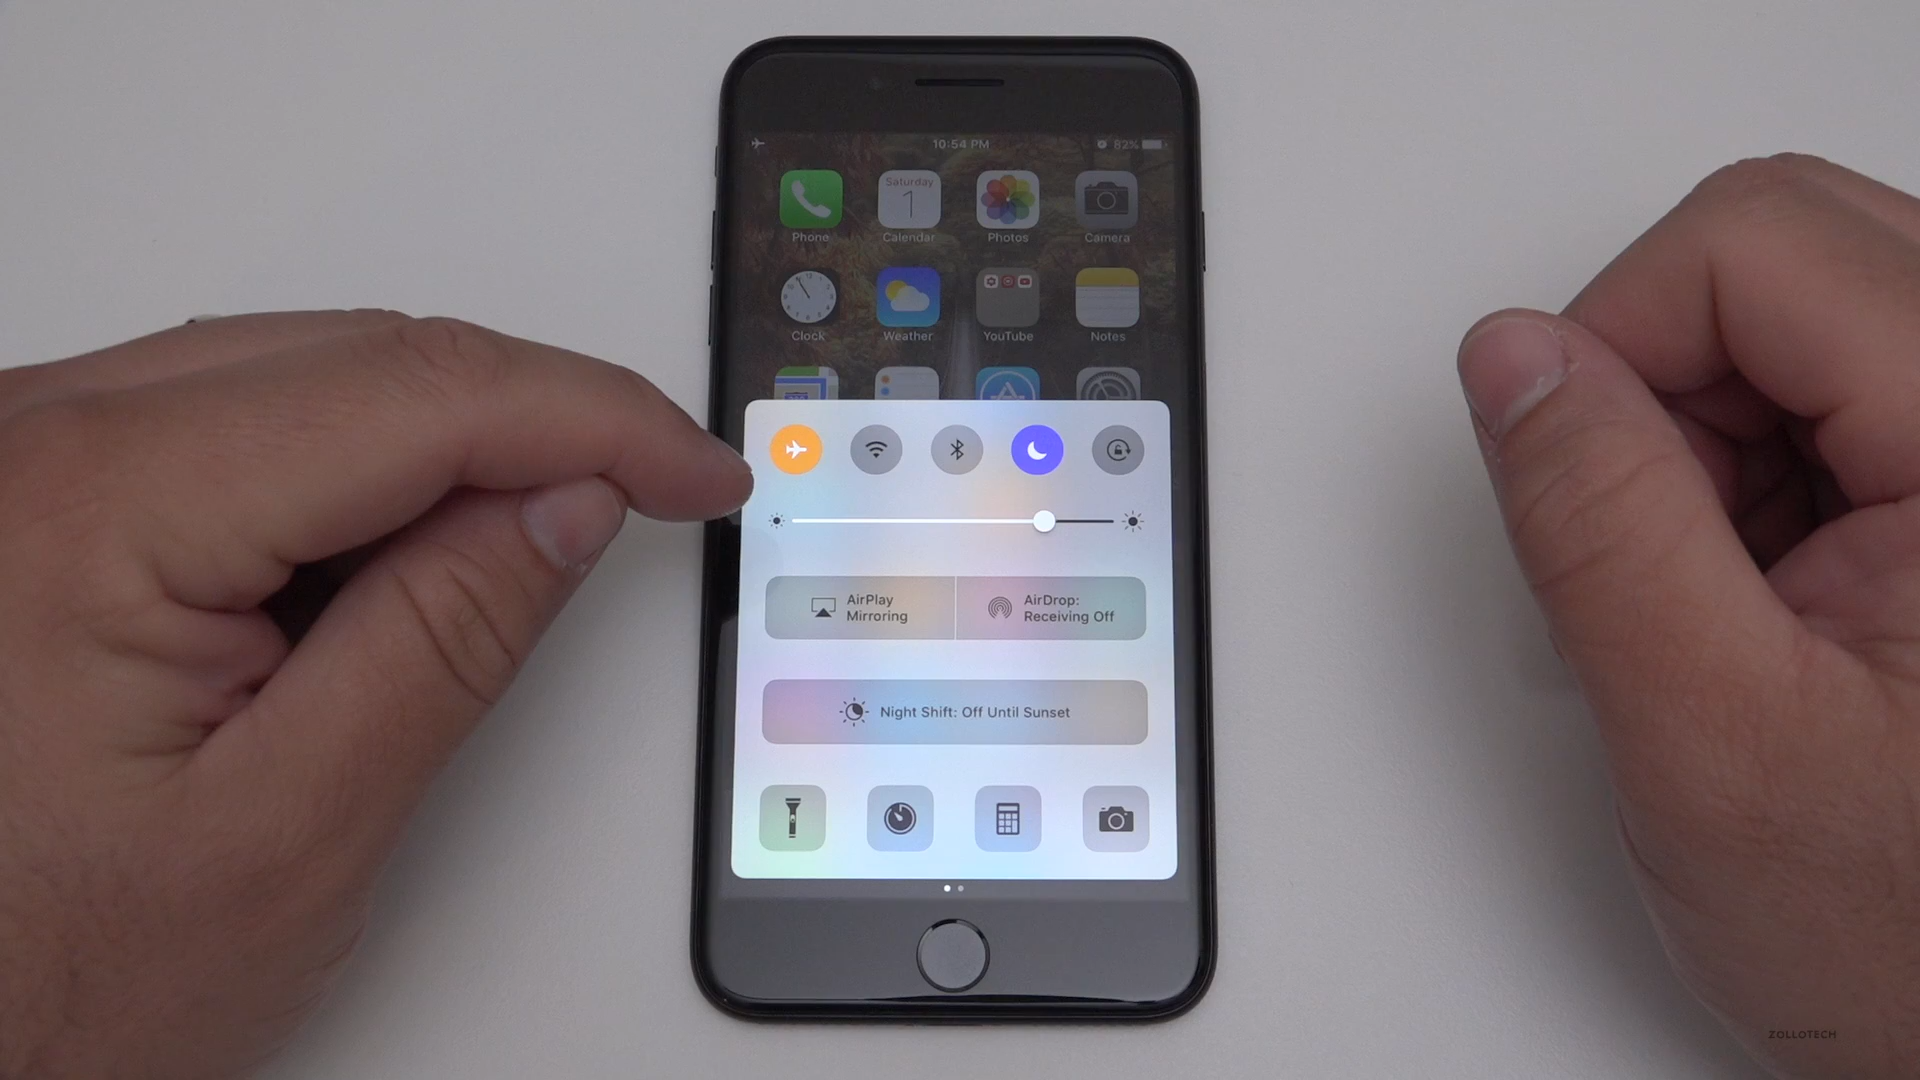 10:54 PM 82%
Saturday
1
Phone Calendar Photos Camera
Clock Weather YouTube Notes
AirPlay
Mirroring
AirDrop:
Receiving Off
Night Shift: Off Until Sunset
ZOLLOTECH